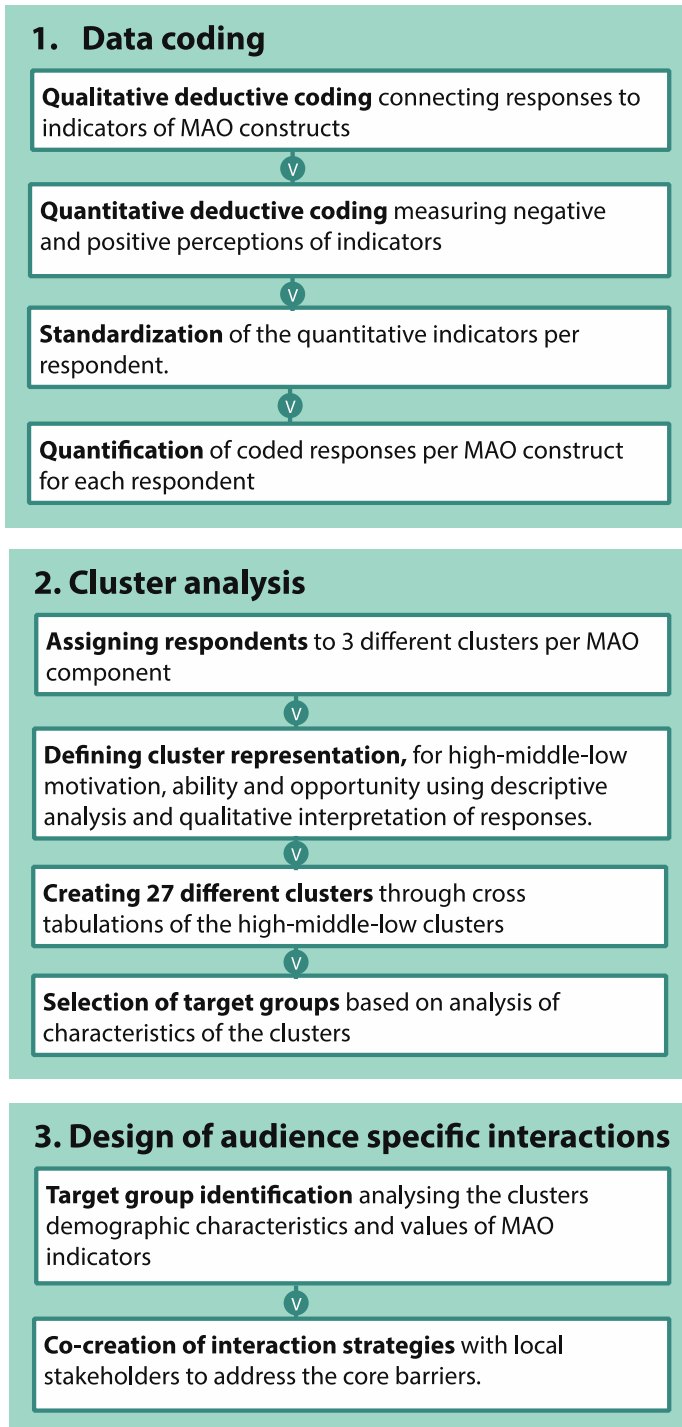 1. Data coding
Qualitative deductive coding connecting responses to
indicators of MAO constructs
V
Quantitative deductive coding measuring negative
and positive perceptions of indicators
V
Standardization of the quantitative indicators per
respondent.
V
Quantification of coded responses per MAO construct
for each respondent
2. Cluster analysis
Assigning respondents to 3 different clusters per MAO
component
V
Defining cluster representation, for high-middle-low
motivation, ability and opportunity using descriptive
analysis and qualitative interpretation of responses.
V
Creating 27 different clusters through cross
tabulations of the high-middle-low clusters
V
Selection of target groups based on analysis of
characteristics of the clusters
3. Design of audience specific interactions
Target group identification analysing the clusters
demographic characteristics and values of MAO
indicators
V
Co-creation of interaction strategies with local
stakeholders to address the core barriers.